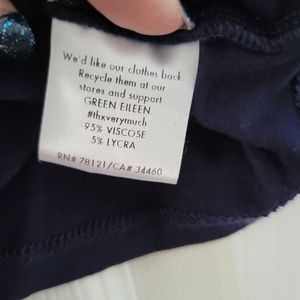 We'd like our clothes back.
Recycle them at our
stores and support
GREEN EILEEN
#thxverymuch
95% VISCOSE
5% LYCRA
RN# 78121/CA# 34460